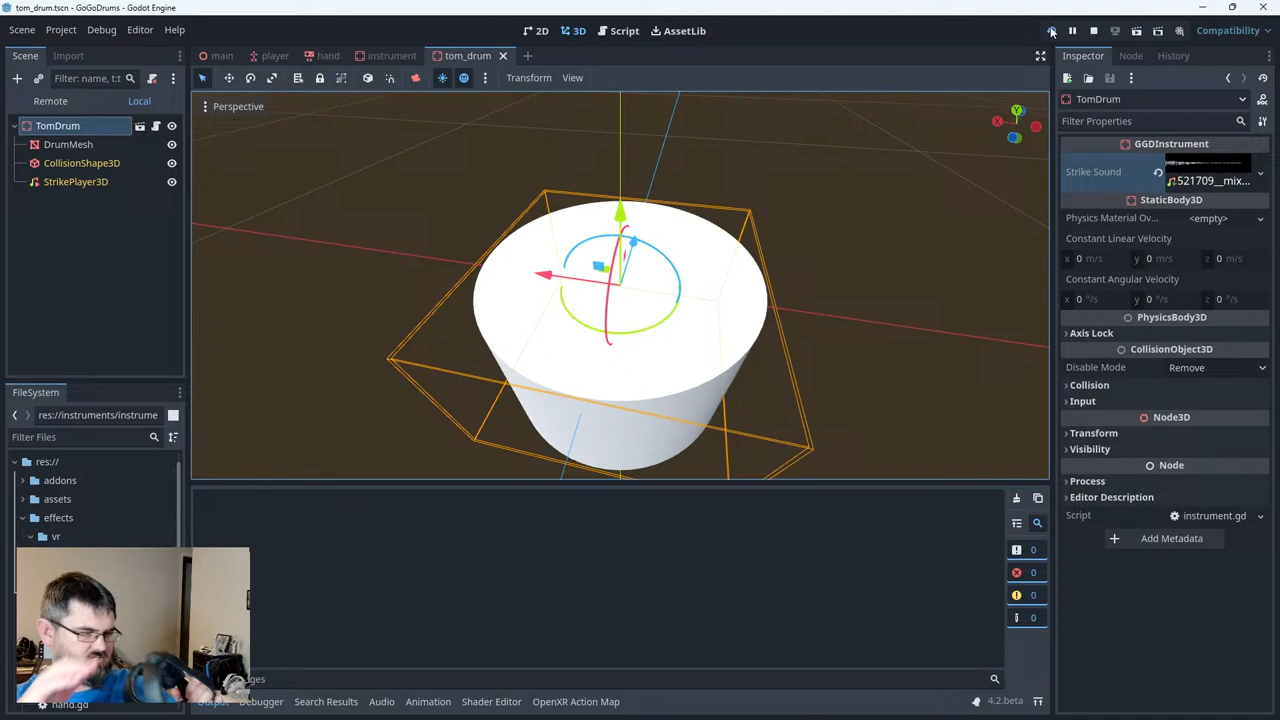 tom_drum.tscn - GoGoDrums - Godot Engine
Scene Project Debug Editor Help
2D 3D Script AssetLib
Compatibility
Scene Import
main player hand instrument tom_drum
Inspector Node History
Filter: name, t:t
Transform View
Remote Local
TomDrum
DrumMesh
CollisionShape3D
StrikePlayer3D
Perspective
Y
X
TomDrum
Filter Properties
GGDInstrument
Strike Sound
521709__mix...
StaticBody3D
Physics Material Ov... <empty>
Constant Linear Velocity
x 0 m/s y 0 m/s z 0 m/s
Constant Angular Velocity
x 0 °/s y 0 °/s z 0 °/s
PhysicsBody3D
Axis Lock
CollisionObject3D
Disable Mode Remove
Collision
Input
Node3D
Transform
Visibility
Node
Process
Editor Description
Script instrument.gd
Add Metadata
FileSystem
res://instruments/instrume
Filter Files
res://
addons
assets
effects
vr
hand.gd
0
0
0
0
Search Results Audio Animation Shader Editor OpenXR Action Map
4.2.beta